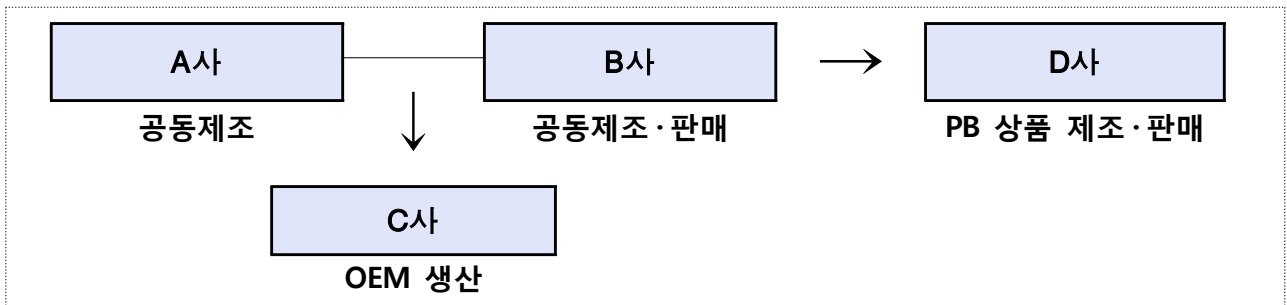 A사
B사
D사
공동제조
공동제조·판매
PB 상품 제조·판매
C사
OEM 생산